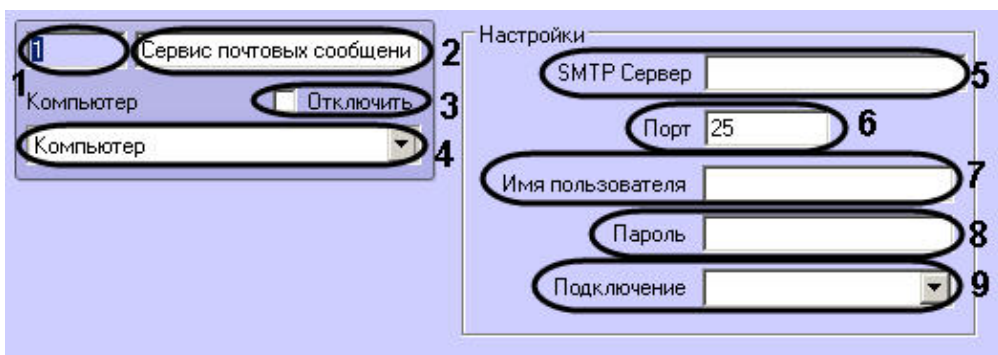 1 Сервис почтовых сообщени 2
1
Компьютер Отключить 3
Компьютер 4
Настройки
SMTP Сервер 5
Порт 25 6
Имя пользователя 7
Пароль 8
Подключение 9